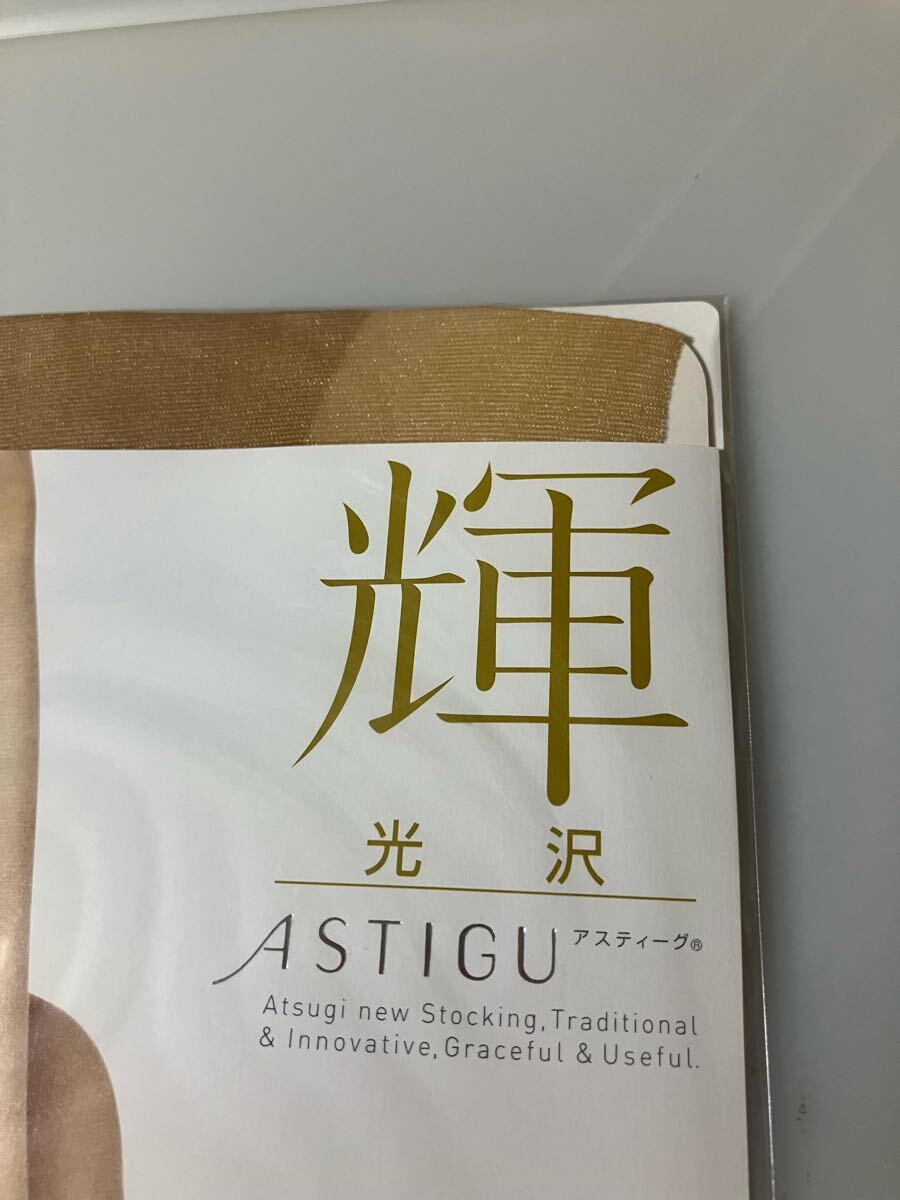 輝
光沢
ASTIGU アスティーグ®
Atsugi new Stocking,Traditional
& Innovative,Graceful & Useful.